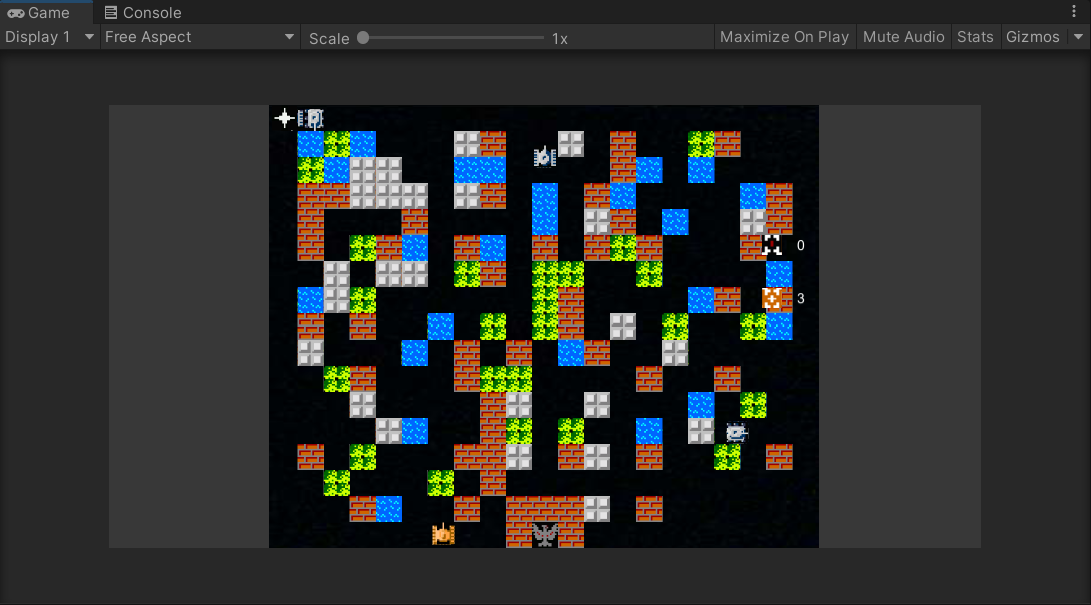 Game Console
Display 1 Free Aspect Scale 1x Maximize On Play Mute Audio Stats Gizmos
0
3